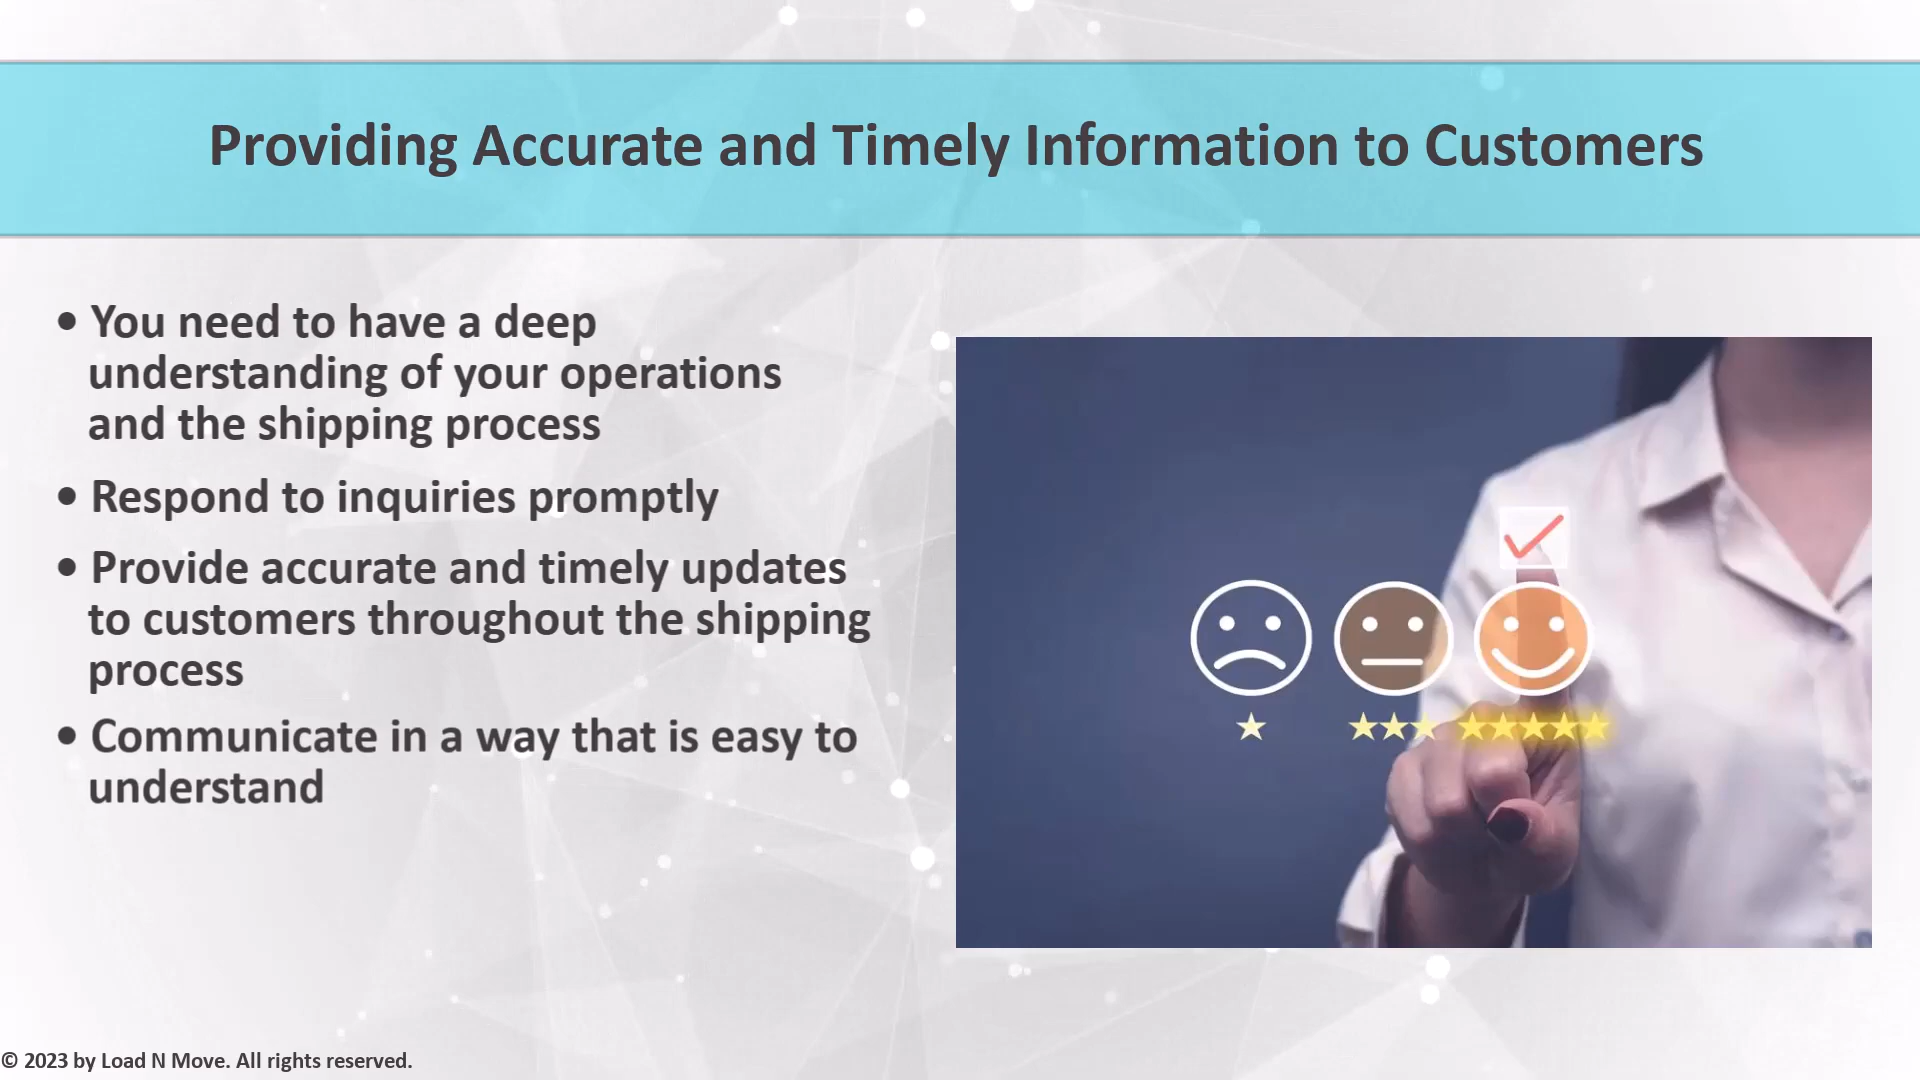 Providing Accurate and Timely Information to Customers
• You need to have a deep
understanding of your operations
and the shipping process
• Respond to inquiries promptly
• Provide accurate and timely updates
to customers throughout the shipping
process
• Communicate in a way that is easy to
understand
© 2023 by Load N Move. All rights reserved.